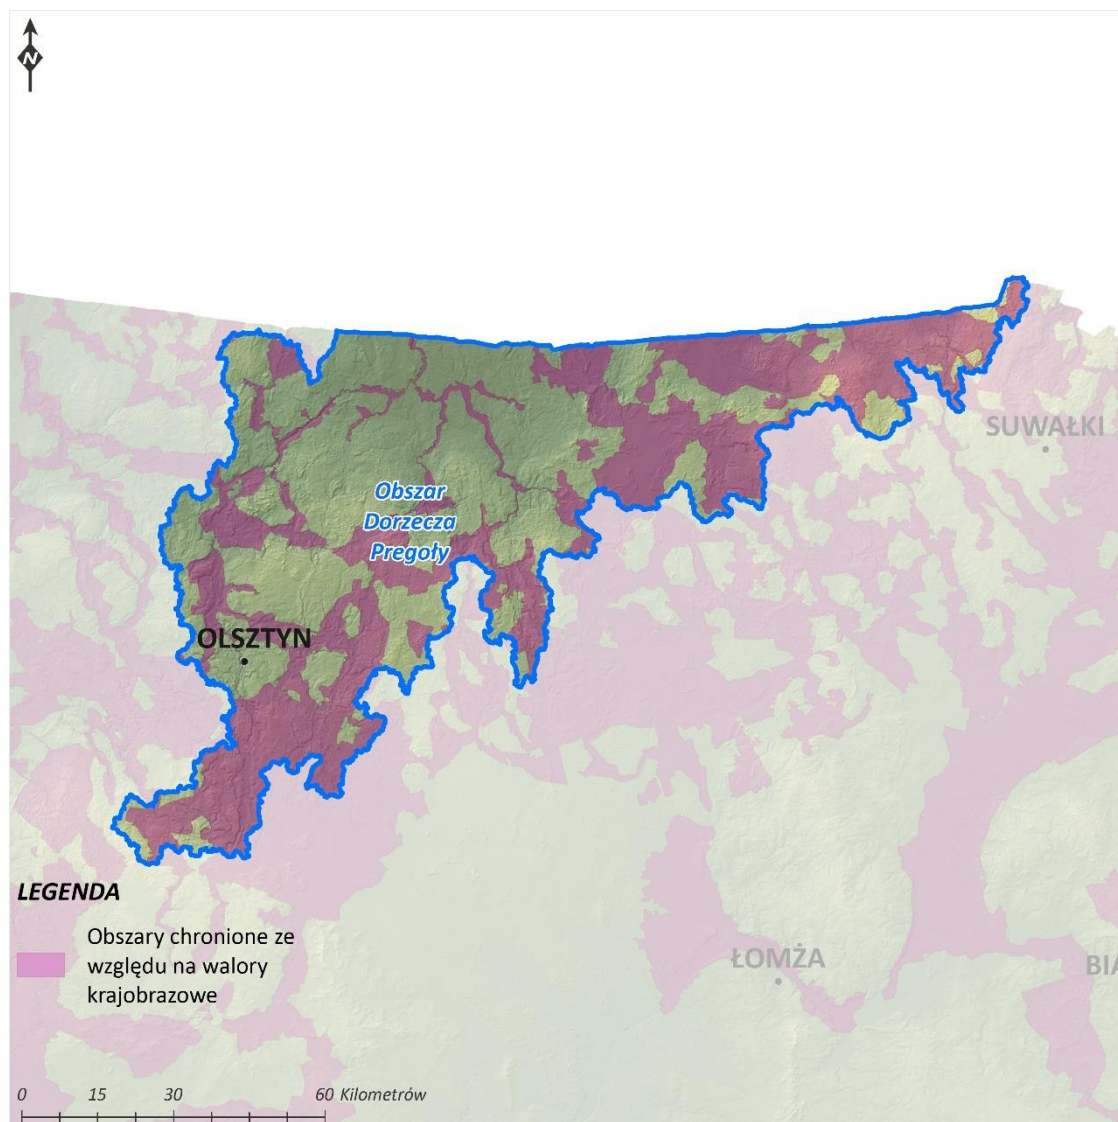 N
SUWAŁKI
Obszar
Dorzecza
Pregoły
OLSZTYN
LEGENDA
Obszary chronione ze
względu na walory
krajobrazowe
ŁOMŻA
BIA
0 15 30 60 Kilometrów